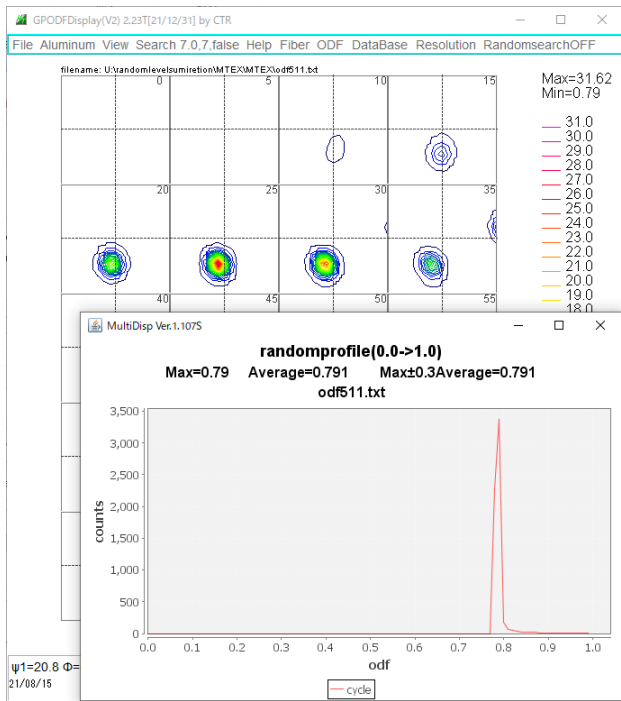 GPODFDisplay(V2) 2.23T[21/12/31] by CTR
File Aluminum View Search 7.0,7,false Help Fiber ODF DataBase Resolution RandomsearchOFF
filename: U:\randomlevelsumiretion\MTEX\MTEX\odf511.txt
0 5 10 15
Max=31.62
Min=0.79
31.0
30.0
29.0
28.0
27.0
26.0
25.0
24.0
23.0
22.0
21.0
20.0
19.0
18.0
20 25 30 35
40 45 50 55
MultiDisp Ver.1.107S
randomprofile(0.0->1.0)
Max=0.79 Average=0.791 Max±0.3Average=0.791
odf511.txt
3,500
3,000
2,500
2,000
1,500
1,000
500
0
counts
0.0 0.1 0.2 0.3 0.4 0.5 0.6 0.7 0.8 0.9 1.0
odf
cycle
ψ1=20.8 Φ=
21/08/15